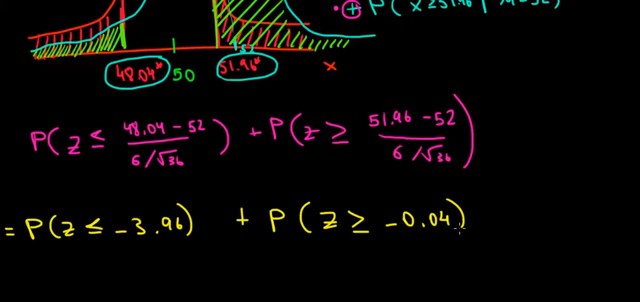 + P( x ≥ 51.96 | M=52)
48.04* 50 51.96* x
52
P( z ≤ (48.04 − 52)/(6/√36) ) + P( z ≥ (51.96 − 52)/(6/√36) )
= P(z ≤ −3.96) + P( z ≥ −0.04)